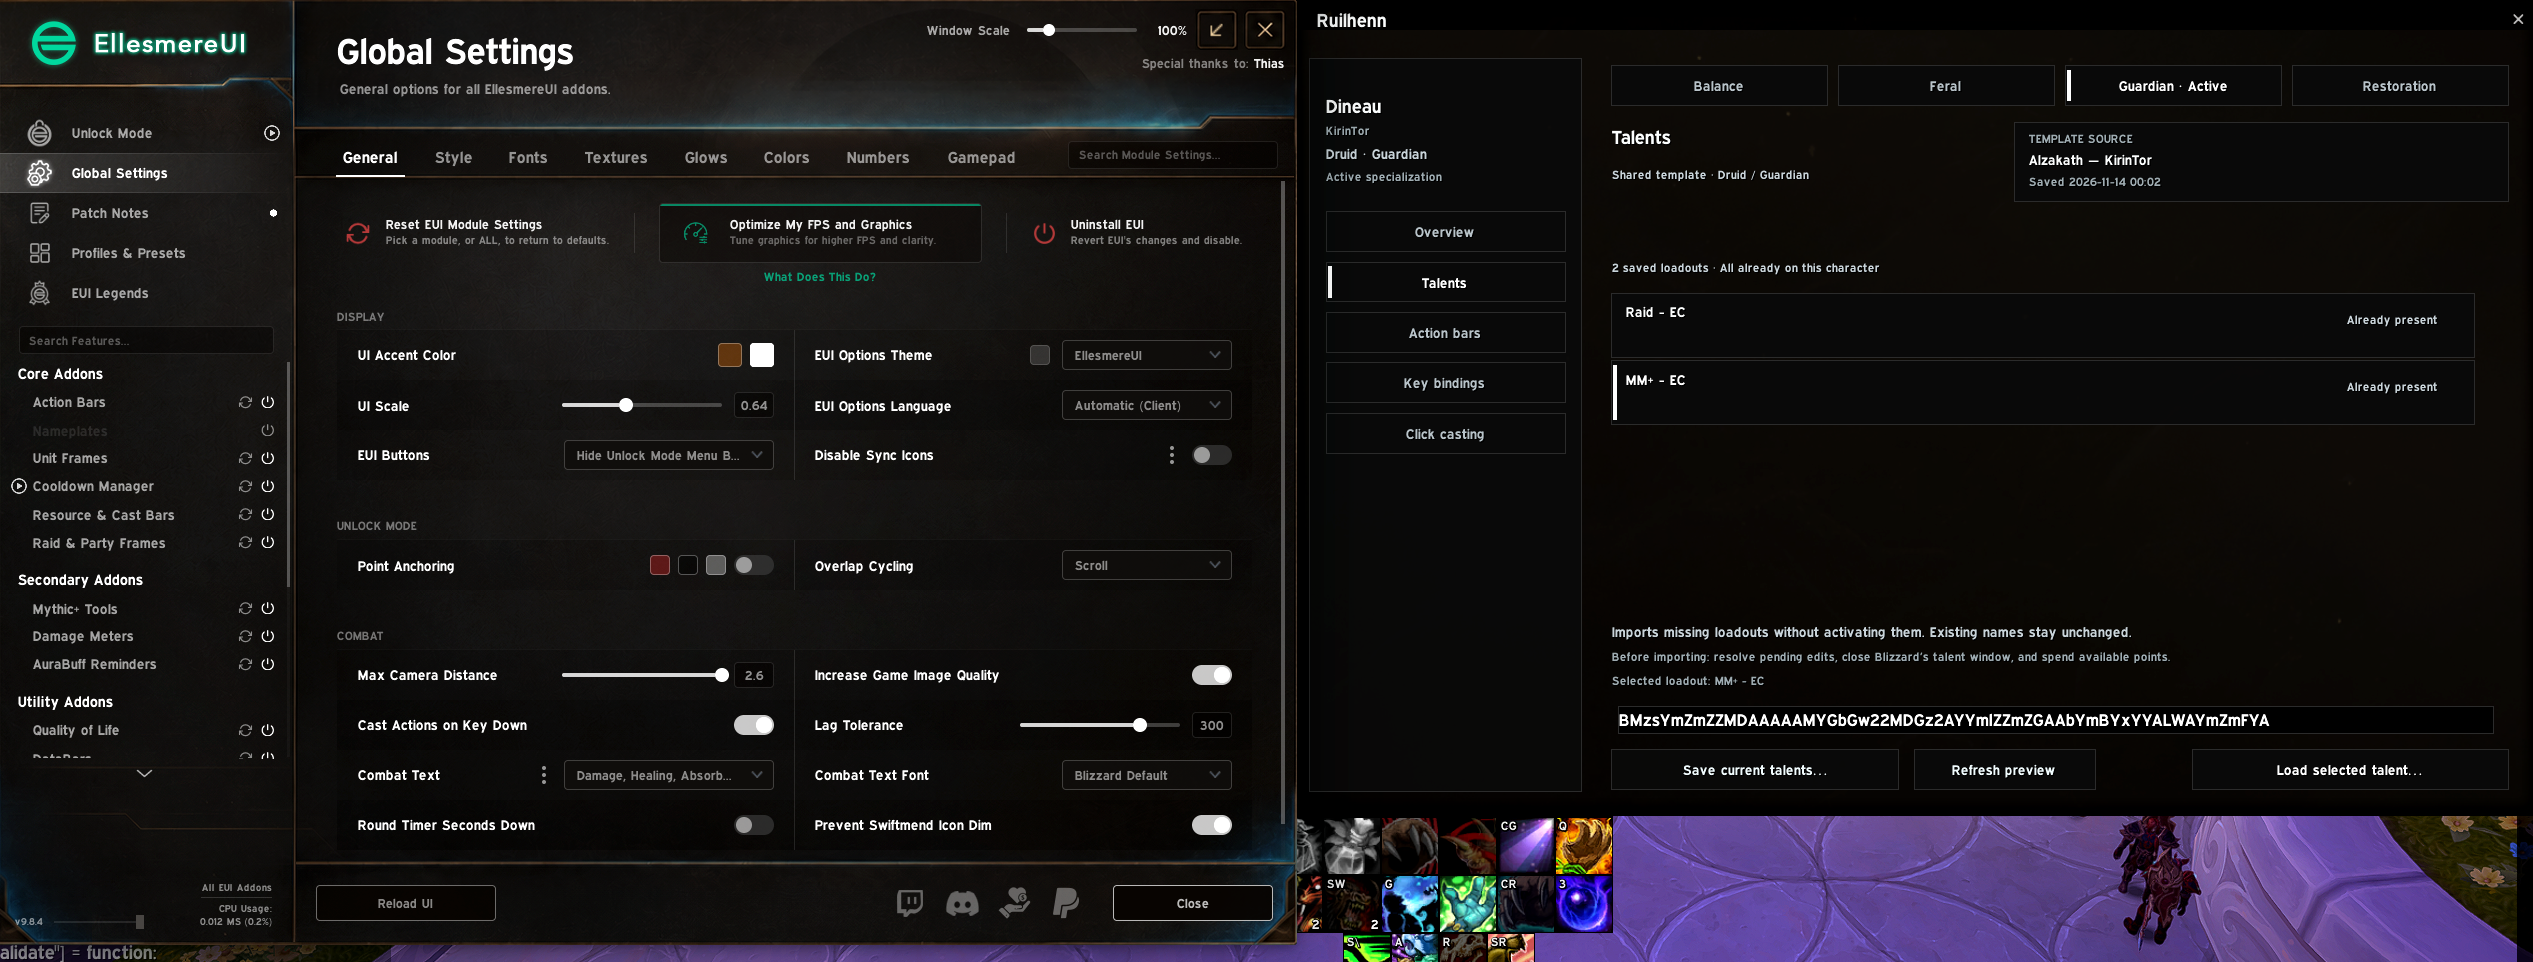 EllesmereUI
Unlock Mode
Global Settings
Patch Notes
Profiles & Presets
EUI Legends
Search Features...
Core Addons
Action Bars
Nameplates
Unit Frames
Cooldown Manager
Resource & Cast Bars
Raid & Party Frames
Secondary Addons
Mythic+ Tools
Damage Meters
AuraBuff Reminders
Utility Addons
Quality of Life
DataBars
All EUI Addons
CPU Usage:
v9.8.4
0.012 MS (0.2%)
Global Settings
General options for all EllesmereUI addons.
Window Scale 100%
Special thanks to: Thias
General Style Fonts Textures Glows Colors Numbers Gamepad
Search Module Settings...
Reset EUI Module Settings
Pick a module, or ALL, to return to defaults.
Optimize My FPS and Graphics
Tune graphics for higher FPS and clarity.
Uninstall EUI
Revert EUI's changes and disable.
What Does This Do?
DISPLAY
UI Accent Color
EUI Options Theme EllesmereUI
UI Scale 0.64
EUI Options Language Automatic (Client)
EUI Buttons Hide Unlock Mode Menu B...
Disable Sync Icons
UNLOCK MODE
Point Anchoring
Overlap Cycling Scroll
COMBAT
Max Camera Distance 2.6
Increase Game Image Quality
Cast Actions on Key Down
Lag Tolerance 300
Combat Text Damage, Healing, Absorb...
Combat Text Font Blizzard Default
Round Timer Seconds Down
Prevent Swiftmend Icon Dim
Reload UI
Close
alidate"] = function:
Ruilhenn
Dineau
KirinTor
Druid · Guardian
Active specialization
Overview
Talents
Action bars
Key bindings
Click casting
Balance
Feral
Guardian · Active
Restoration
Talents
Shared template · Druid / Guardian
TEMPLATE SOURCE
Alzakath — KirinTor
Saved 2026-11-14 00:02
2 saved loadouts · All already on this character
Raid - EC
Already present
MM+ - EC
Already present
Imports missing loadouts without activating them. Existing names stay unchanged.
Before importing: resolve pending edits, close Blizzard's talent window, and spend available points.
Selected loadout: MM+ - EC
BMzsYmZmZZMDAAAAAMYGbGw22MDGz2AYYmlZZmZGAAbYmBYxYYALWAYmZmFYA
Save current talents...
Refresh preview
Load selected talent...
CG
Q
SW
G
CR
3
2
2
S
A
R
SR